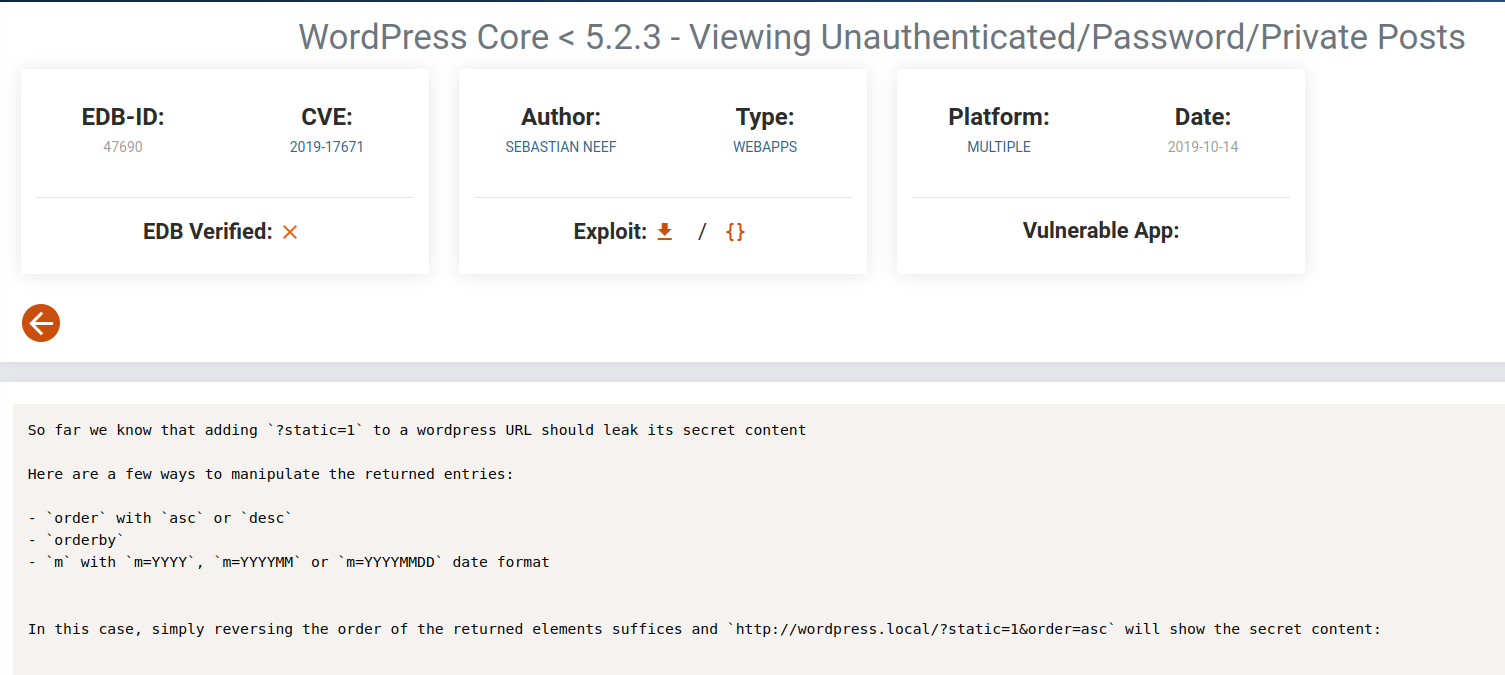 WordPress Core < 5.2.3 - Viewing Unauthenticated/Password/Private Posts
EDB-ID:
47690
CVE:
2019-17671
EDB Verified:
Author:
SEBASTIAN NEEF
Type:
WEBAPPS
Exploit: / {}
Platform:
MULTIPLE
Date:
2019-10-14
Vulnerable App:
So far we know that adding `?static=1` to a wordpress URL should leak its secret content
Here are a few ways to manipulate the returned entries:
- `order` with `asc` or `desc`
- `orderby`
- `m` with `m=YYYY`, `m=YYYYMM` or `m=YYYYMMDD` date format
In this case, simply reversing the order of the returned elements suffices and `http://wordpress.local/?static=1&order=asc` will show the secret content: